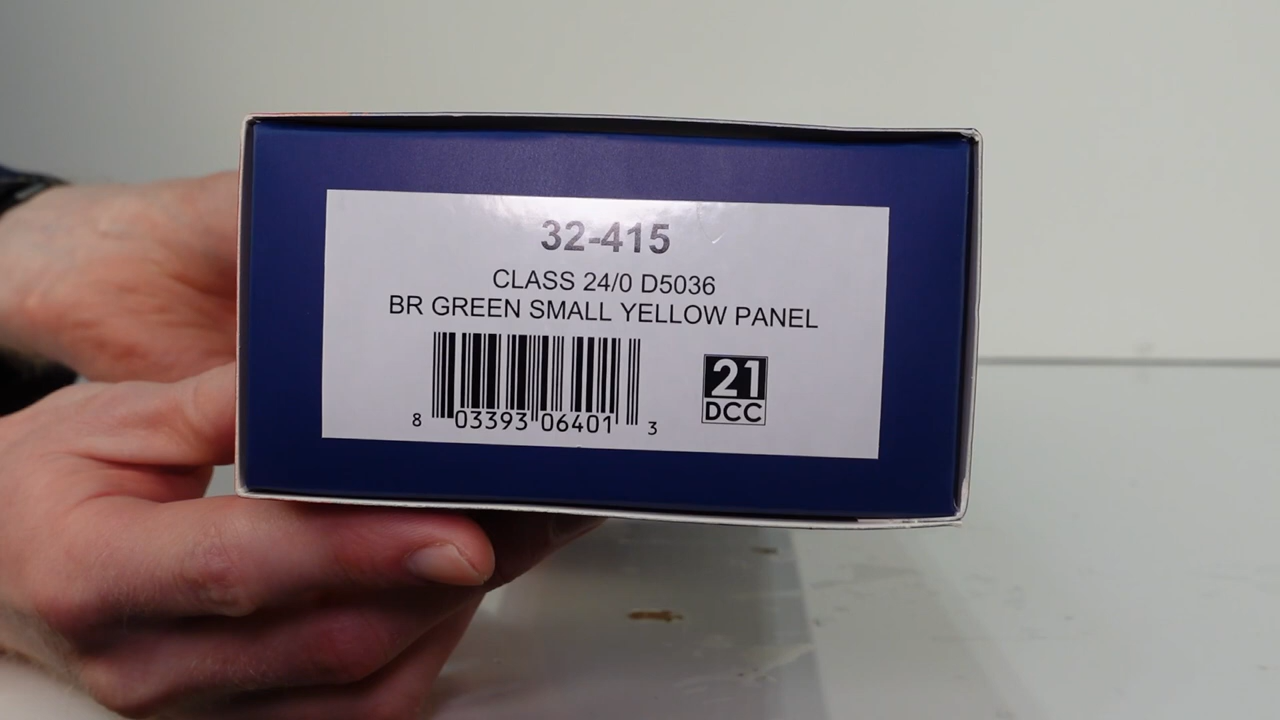 32-415
CLASS 24/0 D5036
BR GREEN SMALL YELLOW PANEL
21
DCC
8 03393 06401 3